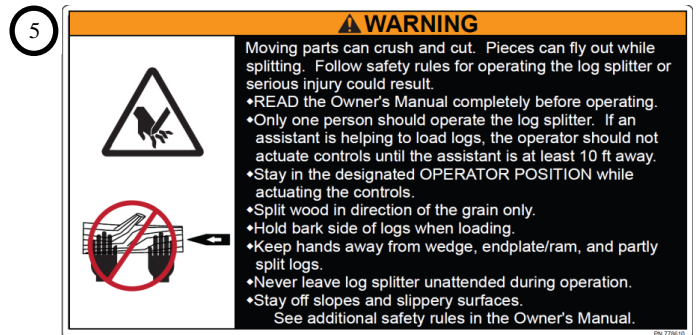 5
WARNING
Moving parts can crush and cut. Pieces can fly out while
splitting. Follow safety rules for operating the log splitter or
serious injury could result.
◆READ the Owner's Manual completely before operating.
◆Only one person should operate the log splitter. If an
assistant is helping to load logs, the operator should not
actuate controls until the assistant is at least 10 ft away.
◆Stay in the designated OPERATOR POSITION while
actuating the controls.
◆Split wood in direction of the grain only.
◆Hold bark side of logs when loading.
◆Keep hands away from wedge, endplate/ram, and partly
split logs.
◆Never leave log splitter unattended during operation.
◆Stay off slopes and slippery surfaces.
See additional safety rules in the Owner's Manual.
PN 778610